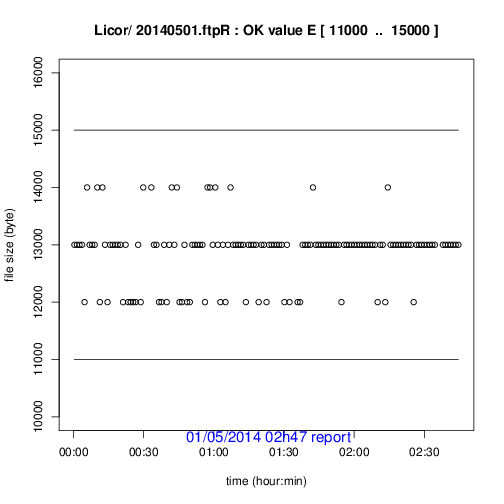 Licor/ 20140501.ftpR : OK value E [ 11000 .. 15000 ]
16000
15000
14000
13000
12000
11000
10000
file size (byte)
01/05/2014 02h47 report
00:00 00:30 01:00 01:30 02:00 02:30
time (hour:min)